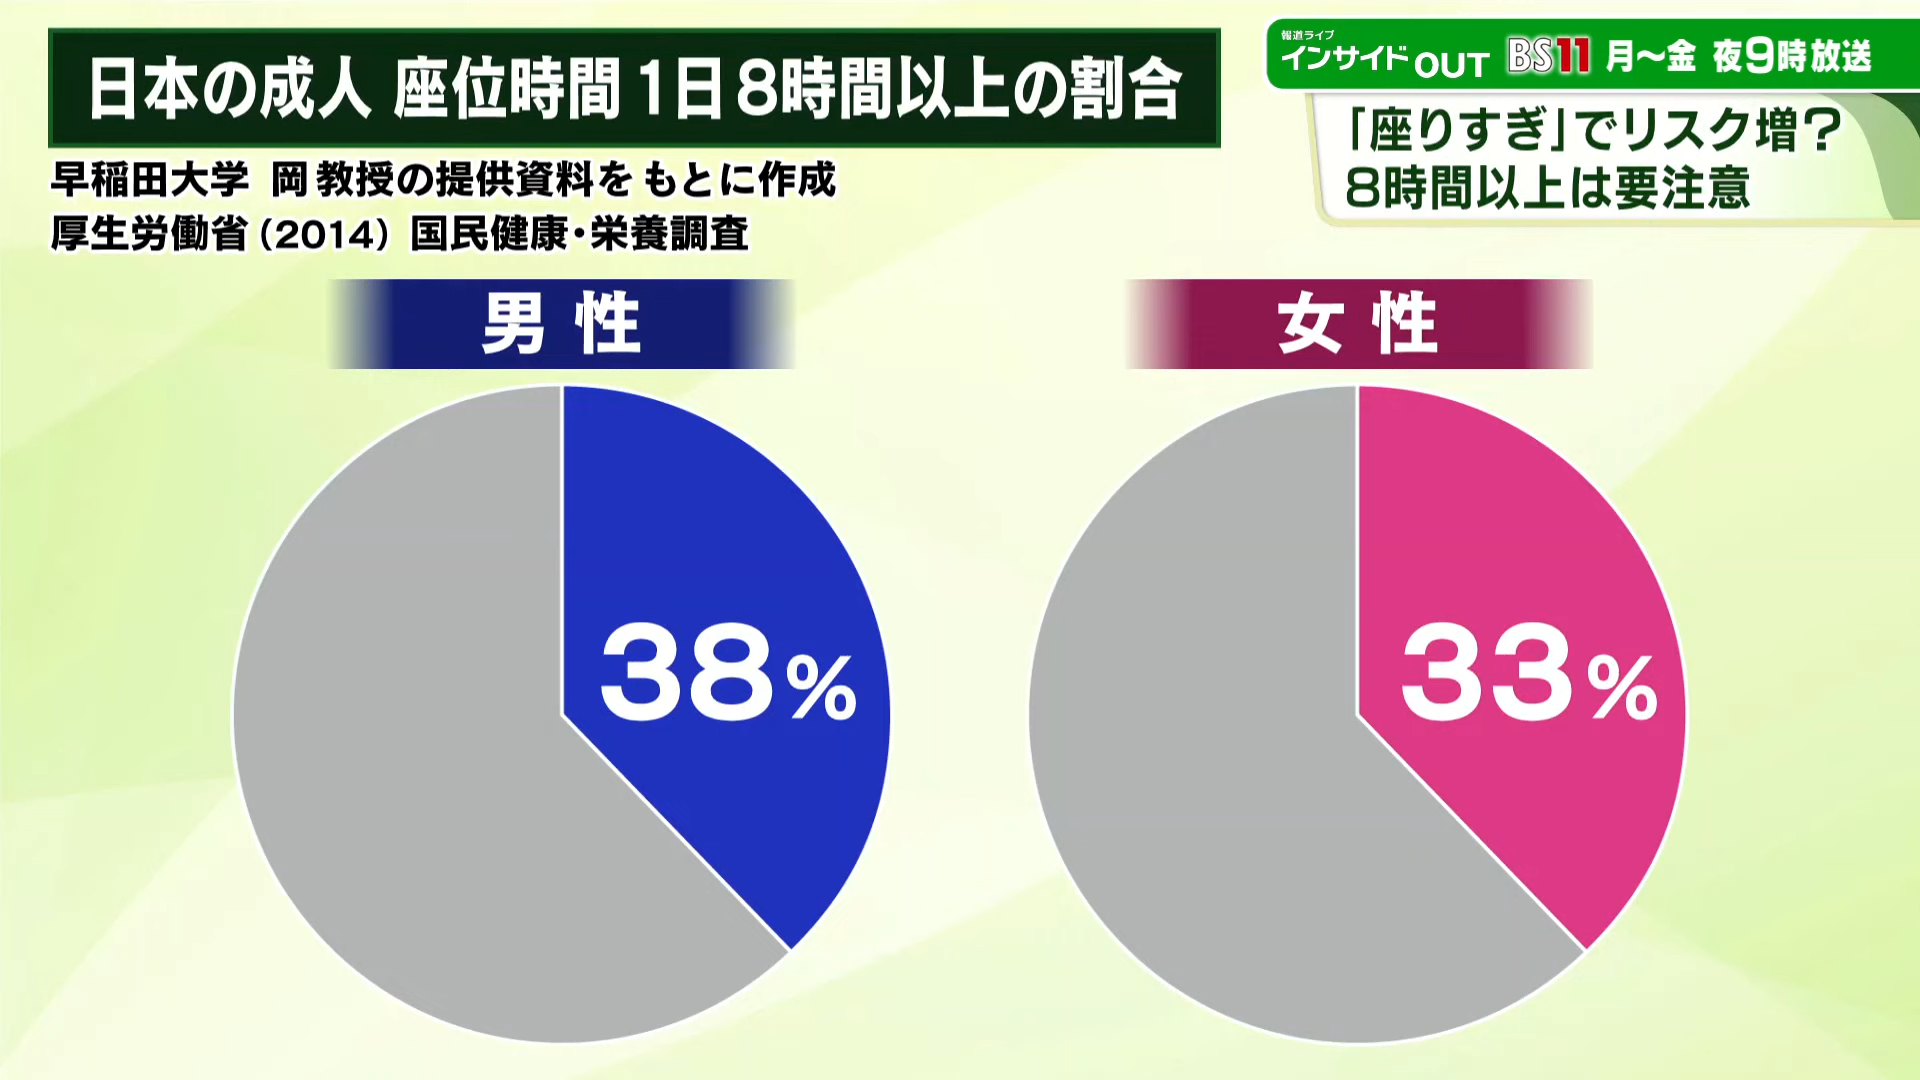 日本の成人 座位時間1日8時間以上の割合
早稲田大学 岡教授の提供資料をもとに作成
厚生労働省(2014) 国民健康・栄養調査
報道ライブ
インサイドOUT BS11 月〜金 夜9時放送
「座りすぎ」でリスク増?
8時間以上は要注意
男性
38%
女性
33%